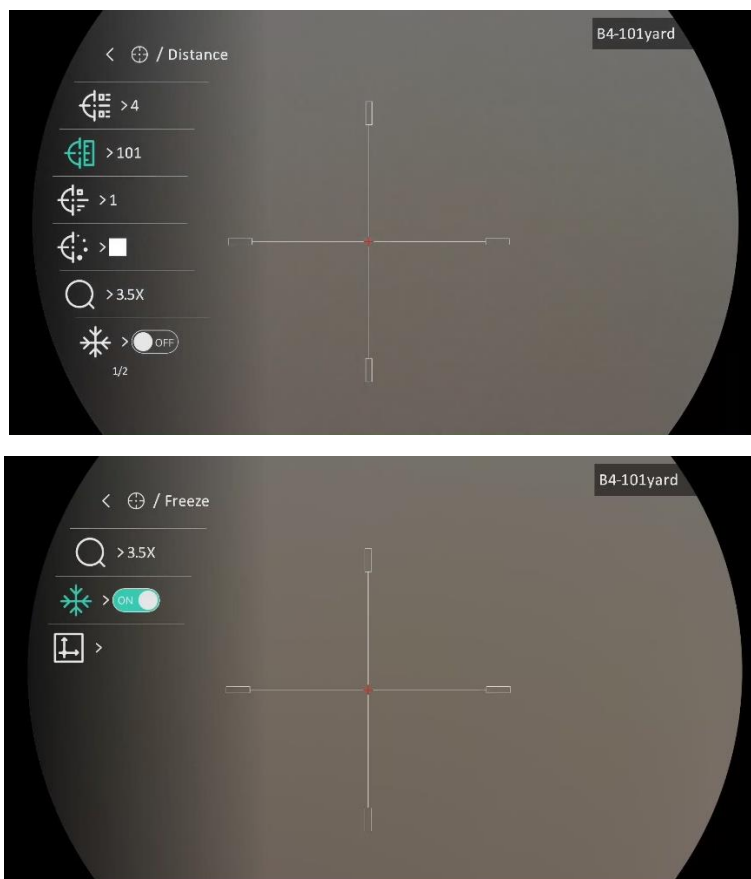 B4-101yard
< / Distance
>4
>101
>1
>
>3.5X
> OFF
1/2
B4-101yard
< / Freeze
>3.5X
> ON
>